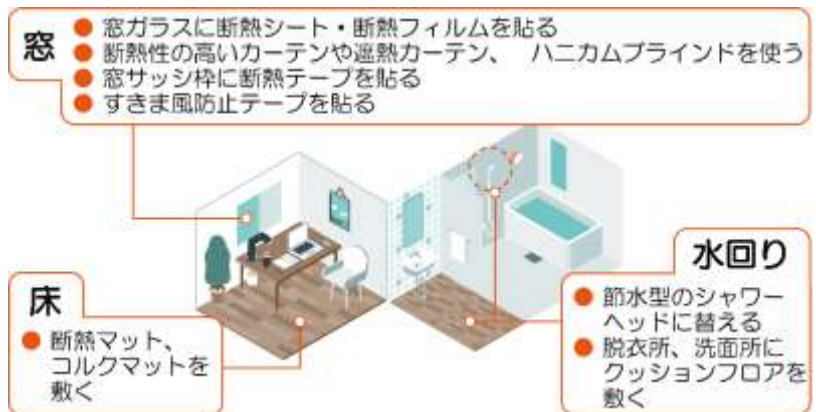 窓
● 窓ガラスに断熱シート・断熱フィルムを貼る
● 断熱性の高いカーテンや遮熱カーテン、 ハニカムブラインドを使う
● 窓サッシ枠に断熱テープを貼る
● すきま風防止テープを貼る
床
● 断熱マット、
コルクマットを
敷く
水回り
● 節水型のシャワー
ヘッドに替える
● 脱衣所、洗面所に
クッションフロアを
敷く